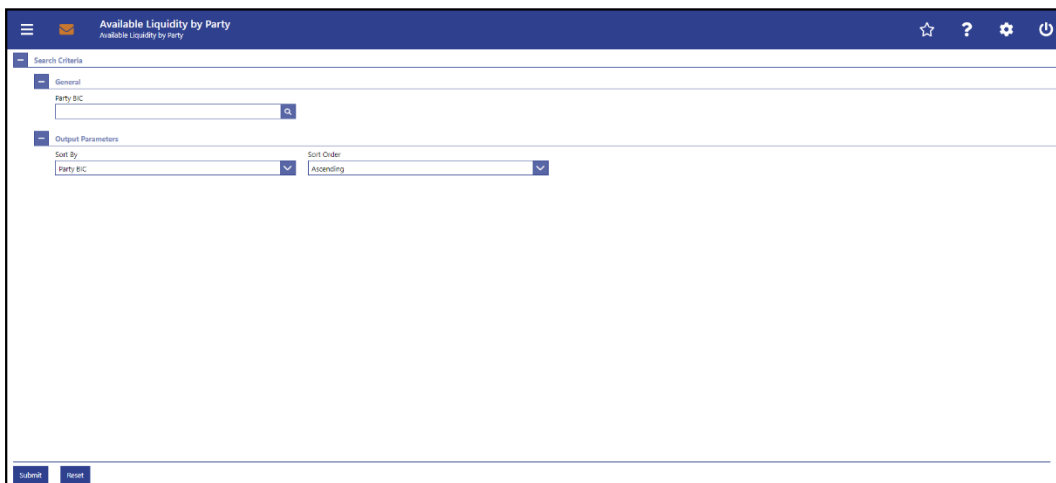 Available Liquidity by Party
Available Liquidity by Party
?
Search Criteria
General
Party BIC
Output Parameters
Sort By Sort Order
Party BIC Ascending
Submit Reset